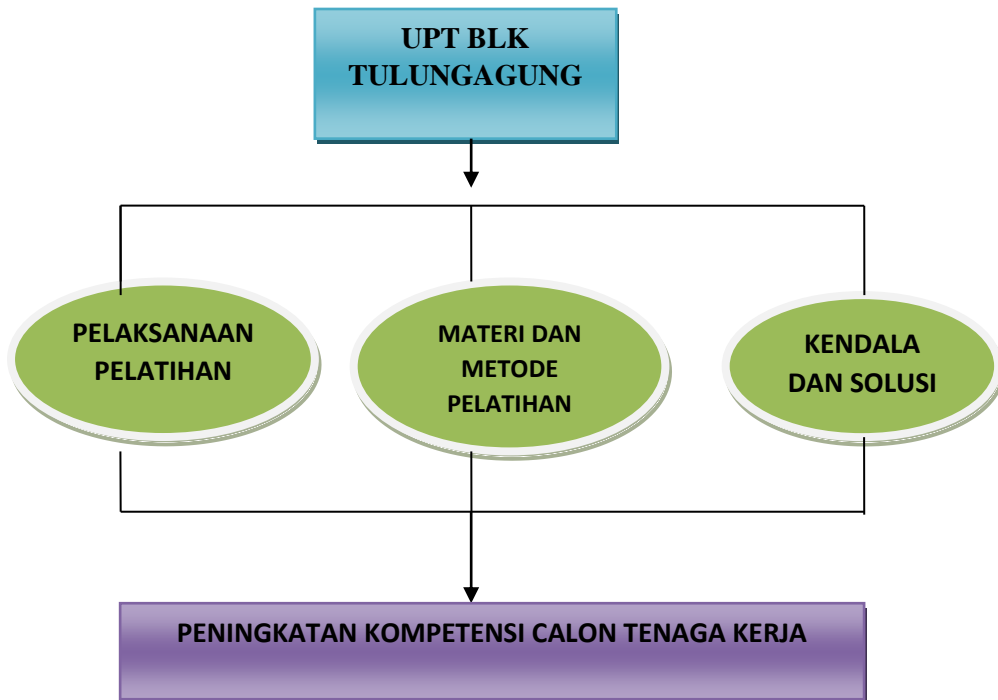 UPT BLK
TULUNGAGUNG
PELAKSANAAN
PELATIHAN
MATERI DAN
METODE
PELATIHAN
KENDALA
DAN SOLUSI
PENINGKATAN KOMPETENSI CALON TENAGA KERJA